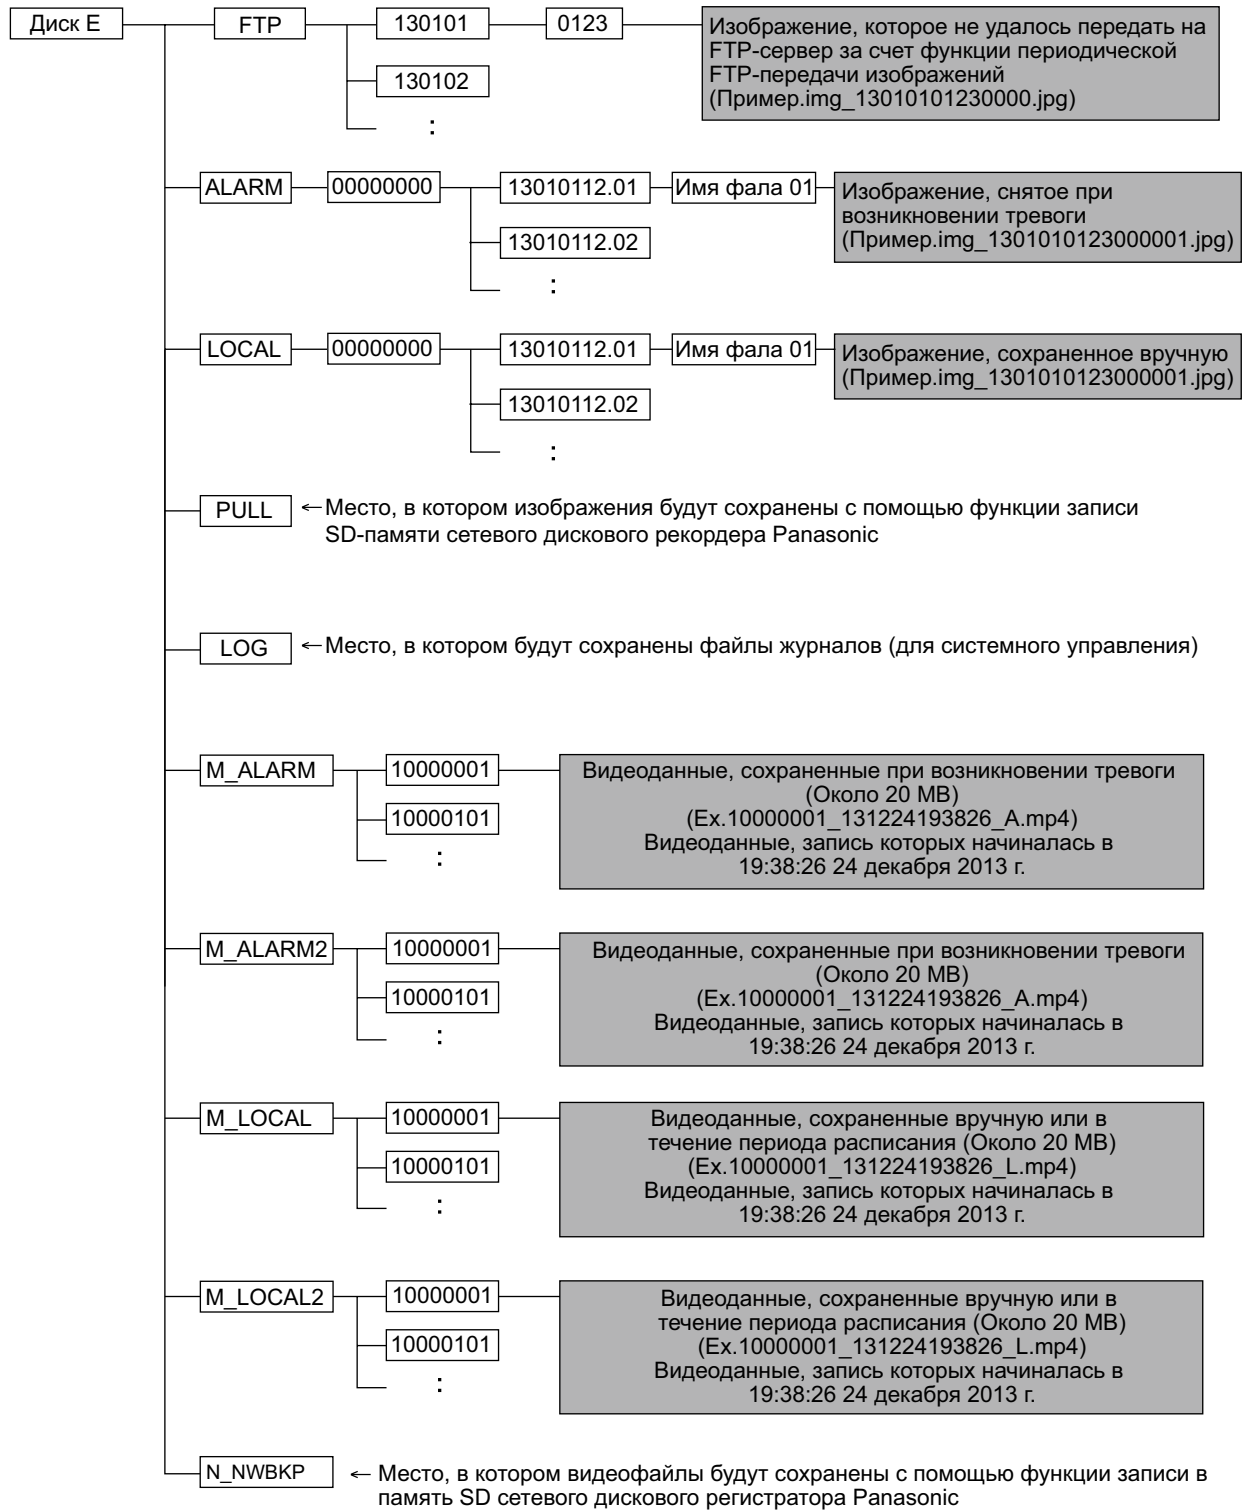 Диск E
FTP
130101
0123
Изображение, которое не удалось передать на
FTP-сервер за счет функции периодической
FTP-передачи изображений
(Пример.img_13010101230000.jpg)
130102
:
ALARM
00000000
13010112.01
Имя фала 01
Изображение, снятое при
возникновении тревоги
(Пример.img_1301010123000001.jpg)
13010112.02
:
LOCAL
00000000
13010112.01
Имя фала 01
Изображение, сохраненное вручную
(Пример.img_1301010123000001.jpg)
13010112.02
:
PULL
←Место, в котором изображения будут сохранены с помощью функции записи
SD-памяти сетевого дискового рекордера Panasonic
LOG
←Место, в котором будут сохранены файлы журналов (для системного управления)
M_ALARM
10000001
Видеоданные, сохраненные при возникновении тревоги
(Около 20 MB)
(Ex.10000001_131224193826_A.mp4)
Видеоданные, запись которых начиналась в
19:38:26 24 декабря 2013 г.
10000101
:
M_ALARM2
10000001
Видеоданные, сохраненные при возникновении тревоги
(Около 20 MB)
(Ex.10000001_131224193826_A.mp4)
Видеоданные, запись которых начиналась в
19:38:26 24 декабря 2013 г.
10000101
:
M_LOCAL
10000001
Видеоданные, сохраненные вручную или в
течение периода расписания (Около 20 MB)
(Ex.10000001_131224193826_L.mp4)
Видеоданные, запись которых начиналась в
19:38:26 24 декабря 2013 г.
10000101
:
M_LOCAL2
10000001
Видеоданные, сохраненные вручную или в
течение периода расписания (Около 20 MB)
(Ex.10000001_131224193826_L.mp4)
Видеоданные, запись которых начиналась в
19:38:26 24 декабря 2013 г.
10000101
:
N_NWBKP
← Место, в котором видеофайлы будут сохранены с помощью функции записи в
память SD сетевого дискового регистратора Panasonic